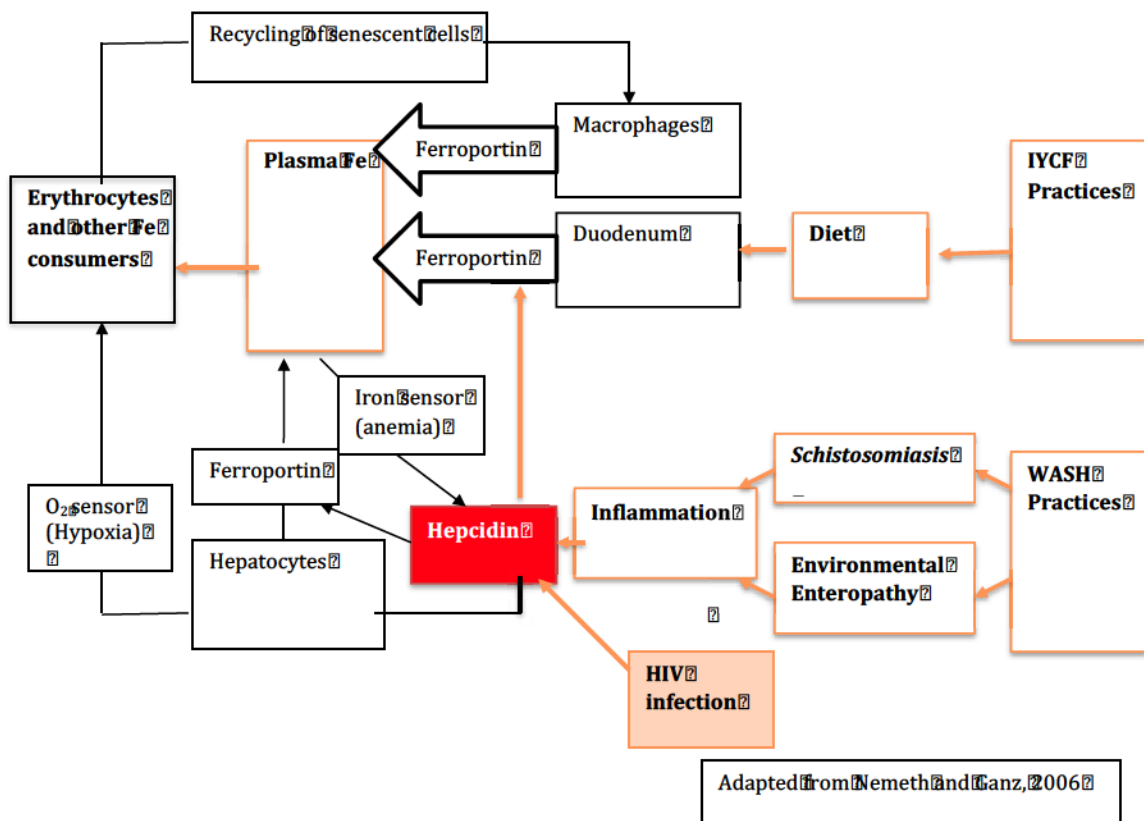 Recycling of senescent cells
Macrophages
Ferroportin
Plasma Fe
IYCF
Practices
Erythrocytes
and other Fe
consumers
Duodenum
Diet
Ferroportin
Iron sensor
(anemia)
Schistosomiasis
WASH
Practices
Ferroportin
O2 sensor
(Hypoxia)
Hepcidin
Inflammation
Hepatocytes
Environmental
Enteropathy
HIV
infection
Adapted from Nemeth and Ganz, 2006